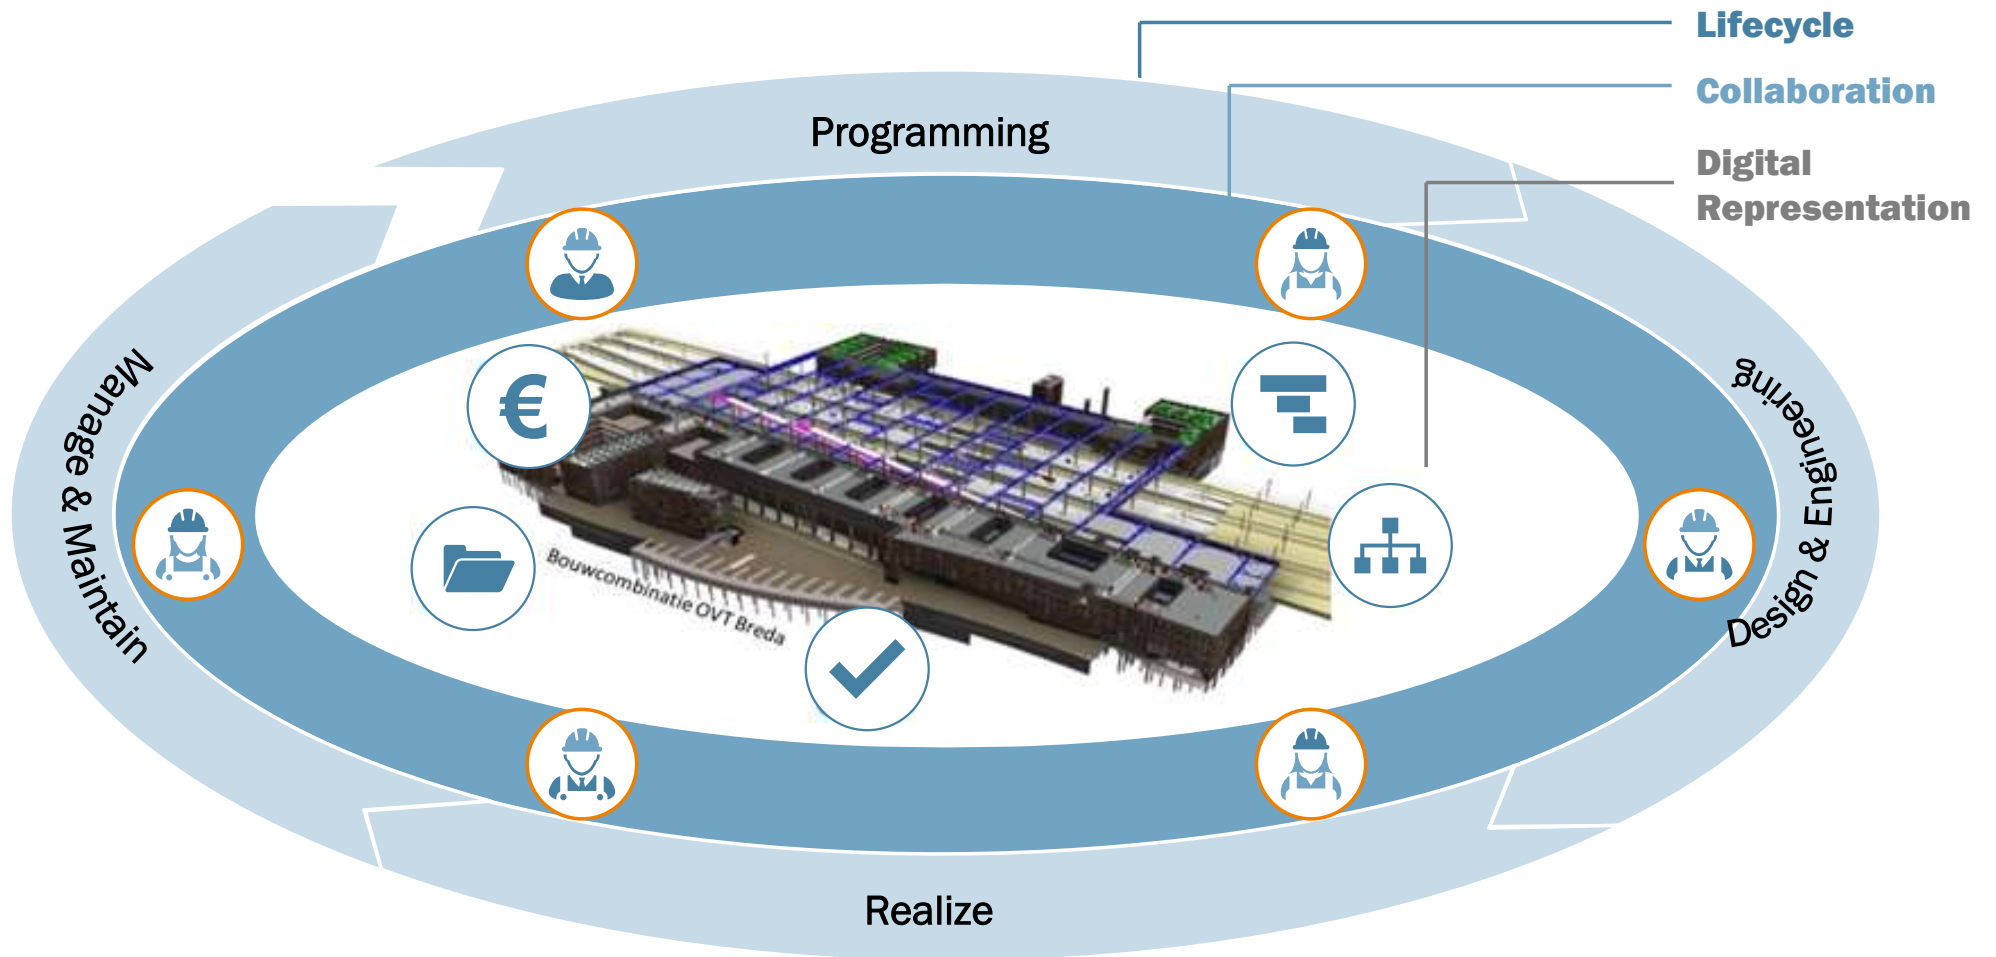 Lifecycle
Collaboration
Digital
Representation
Programming
Design & Engineering
Realize
Manage & Maintain
€
Bouwcombinatie OVT Breda